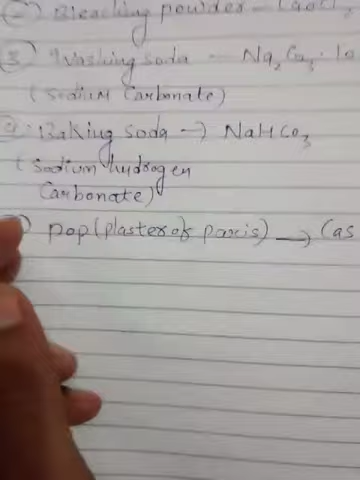 2) Bleaching powder - CaOCl2
3) Washing soda - Na2Co3.10
(Sodium Carbonate)
4. Baking soda -> NaHCo3
(Sodium hydrogen
Carbonate)
pop (plaster of paris) -> (as